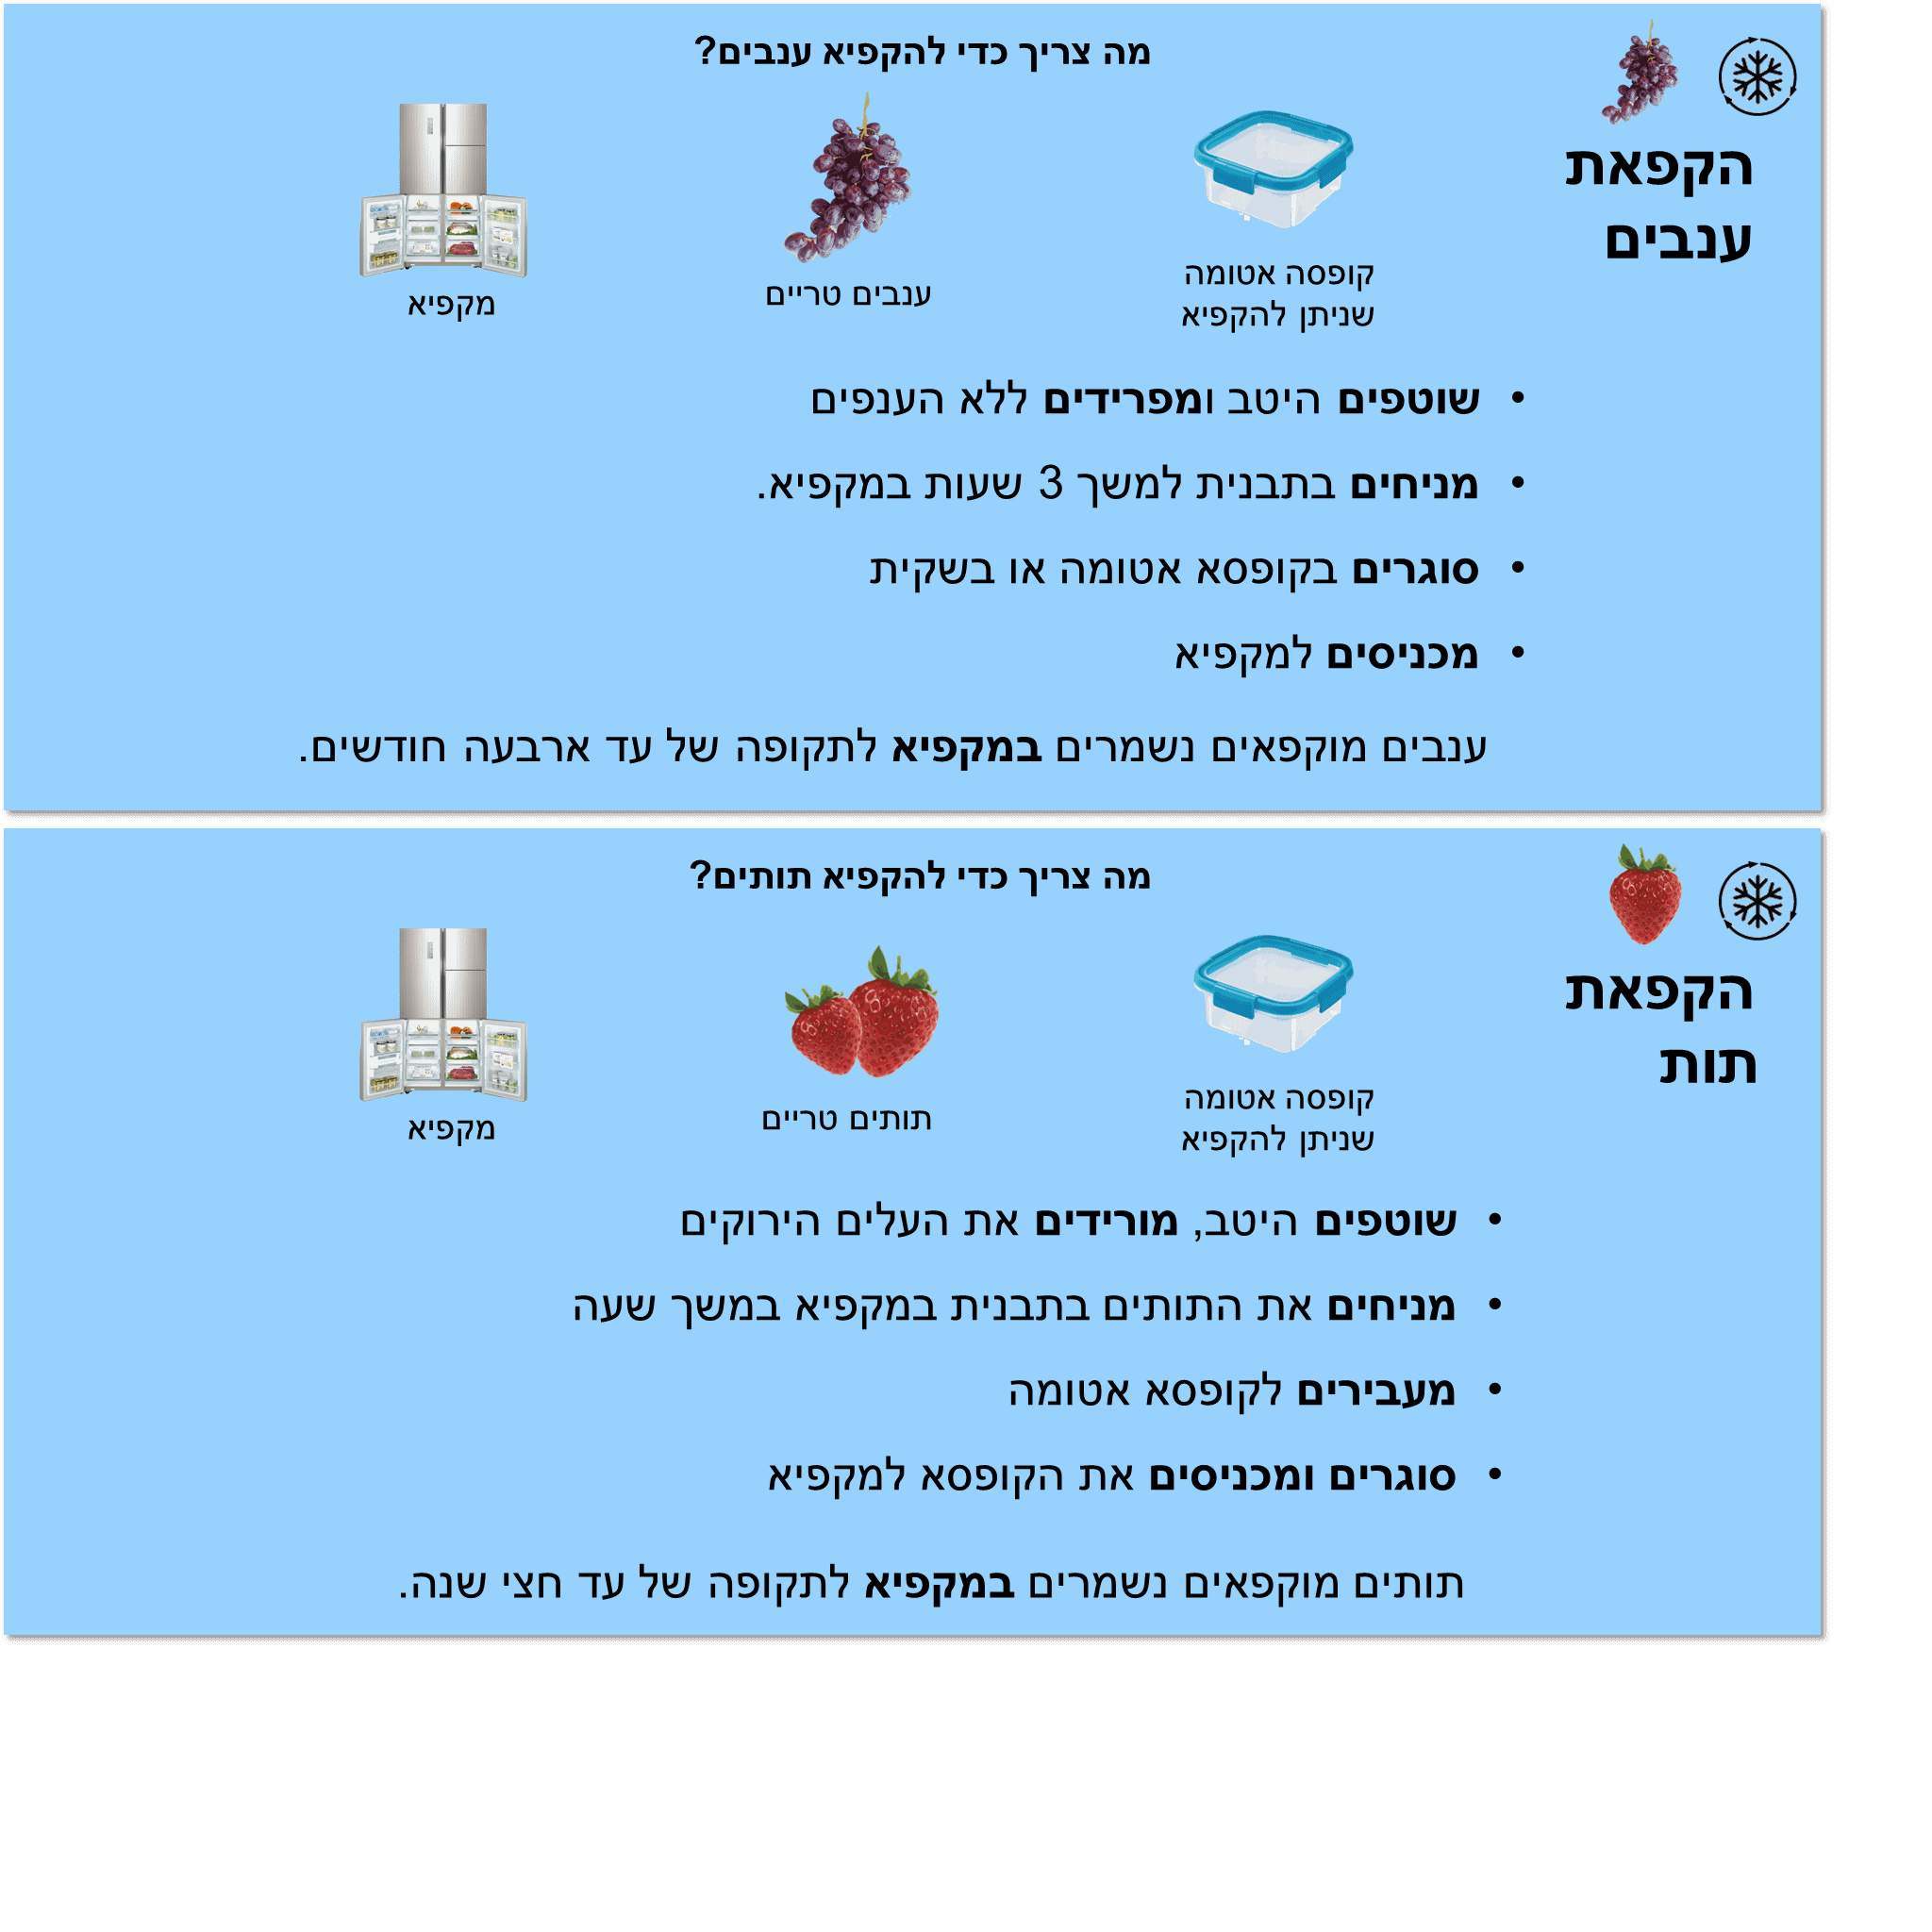 הקפאת
ענבים
מה צריך כדי להקפיא ענבים?
קופסה אטומה
שניתן להקפיא
ענבים טריים
מקפיא
• שוטפים היטב ומפרידים ללא הענפים
• מניחים בתבנית למשך 3 שעות במקפיא.
• סוגרים בקופסא אטומה או בשקית
• מכניסים למקפיא
ענבים מוקפאים נשמרים במקפיא לתקופה של עד ארבעה חודשים.
הקפאת
תות
מה צריך כדי להקפיא תותים?
קופסה אטומה
שניתן להקפיא
תותים טריים
מקפיא
• שוטפים היטב, מורידים את העלים הירוקים
• מניחים את התותים בתבנית במקפיא במשך שעה
• מעבירים לקופסא אטומה
• סוגרים ומכניסים את הקופסא למקפיא
תותים מוקפאים נשמרים במקפיא לתקופה של עד חצי שנה.